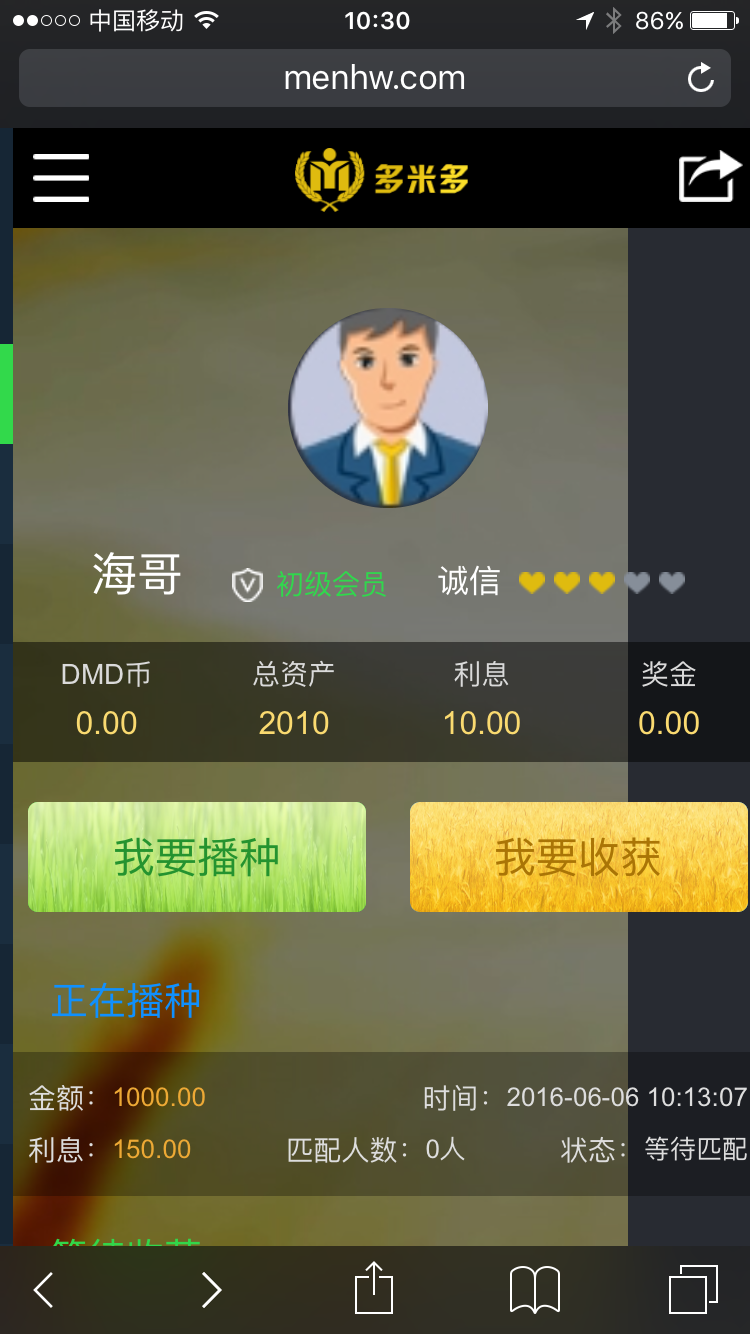 中国移动 10:30 86%
menhw.com
多米多
海哥 初级会员 诚信
DMD币 总资产 利息 奖金
0.00 2010 10.00 0.00
我要播种 我要收获
正在播种
金额：1000.00 时间：2016-06-06 10:13:07
利息：150.00 匹配人数：0人 状态：等待匹配